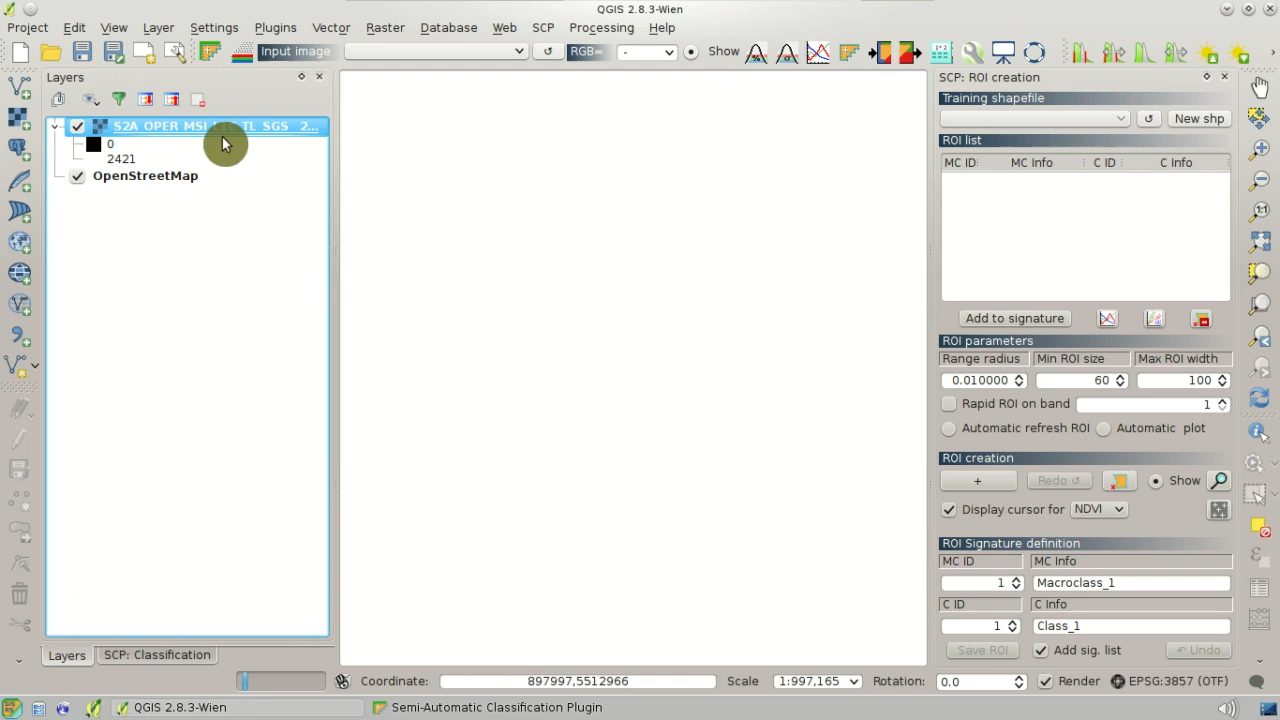 QGIS 2.8.3-Wien
Project Edit View Layer Settings Plugins Vector Raster Database Web SCP Processing Help
Input image RGB= - Show
Layers
S2A OPER MSI TL SGS 2...
0
2421
OpenStreetMap
Layers SCP: Classification
SCP: ROI creation
Training shapefile
New shp
ROI list
MC ID MC Info C ID C Info
Add to signature
ROI parameters
Range radius Min ROI size Max ROI width
0.010000 60 100
Rapid ROI on band 1
Automatic refresh ROI Automatic plot
ROI creation
+ Redo ↺ Show
Display cursor for NDVI
ROI Signature definition
MC ID MC Info
1 Macroclass_1
C ID C Info
1 Class_1
Save ROI Add sig. list Undo
Coordinate: 897997,5512966 Scale 1:997,165 Rotation: 0.0 Render EPSG:3857 (OTF)
QGIS 2.8.3-Wien Semi-Automatic Classification Plugin